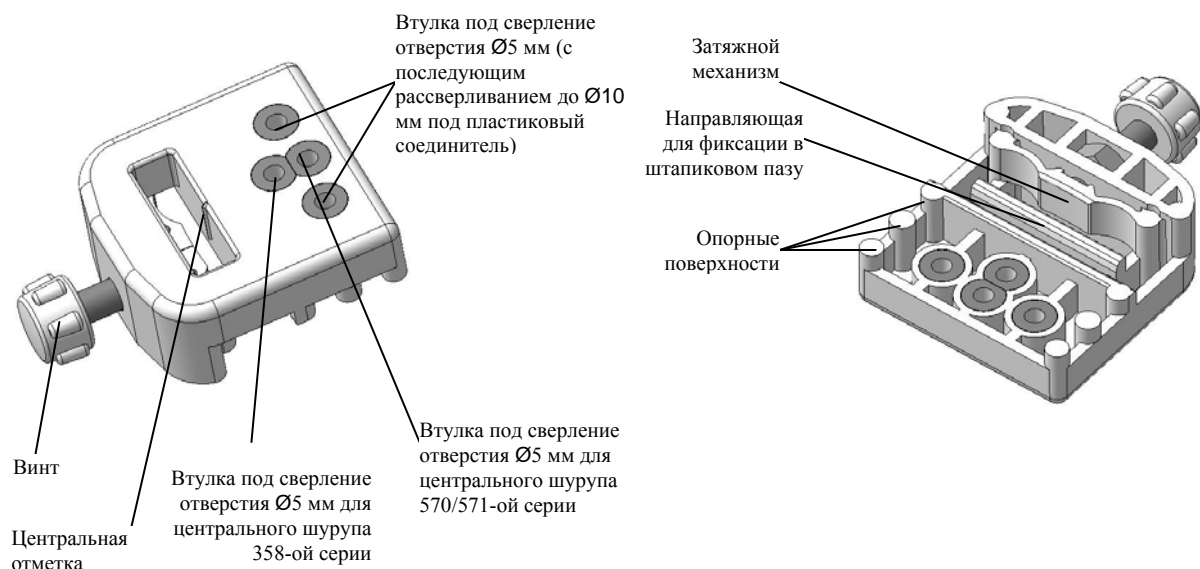 Втулка под сверление
отверстия Ø5 мм (с
последующим
рассверливанием до Ø10
мм под пластиковый
соединитель)
Винт
Центральная
отметка
Втулка под сверление
отверстия Ø5 мм для
центрального шурупа
358-ой серии
Втулка под сверление
отверстия Ø5 мм для
центрального шурупа
570/571-ой серии
Затяжной
механизм
Направляющая
для фиксации в
штапиковом пазу
Опорные
поверхности